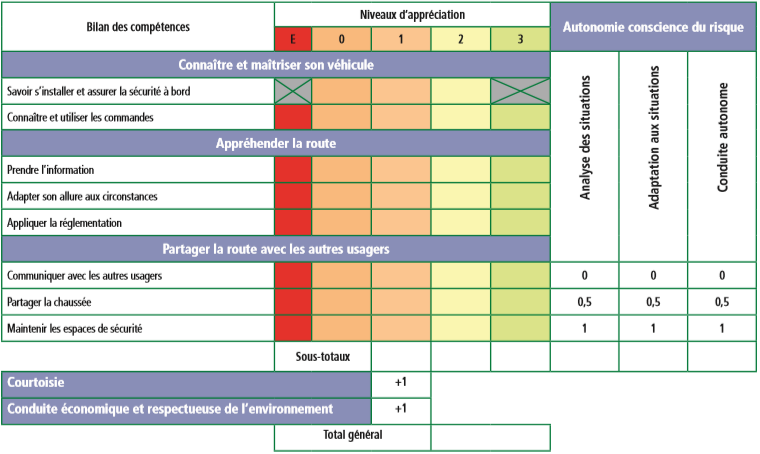 Bilan des compétences
Niveaux d'appréciation
Autonomie conscience du risque
E 0 1 2 3
Connaître et maîtriser son véhicule
Savoir s'installer et assurer la sécurité à bord
Connaître et utiliser les commandes
Appréhender la route
Prendre l'information
Adapter son allure aux circonstances
Appliquer la réglementation
Analyse des situations
Adaptation aux situations
Conduite autonome
Partager la route avec les autres usagers
Communiquer avec les autres usagers 0 0 0
Partager la chaussée 0,5 0,5 0,5
Maintenir les espaces de sécurité 1 1 1
Sous-totaux
Courtoisie +1
Conduite économique et respectueuse de l'environnement +1
Total général